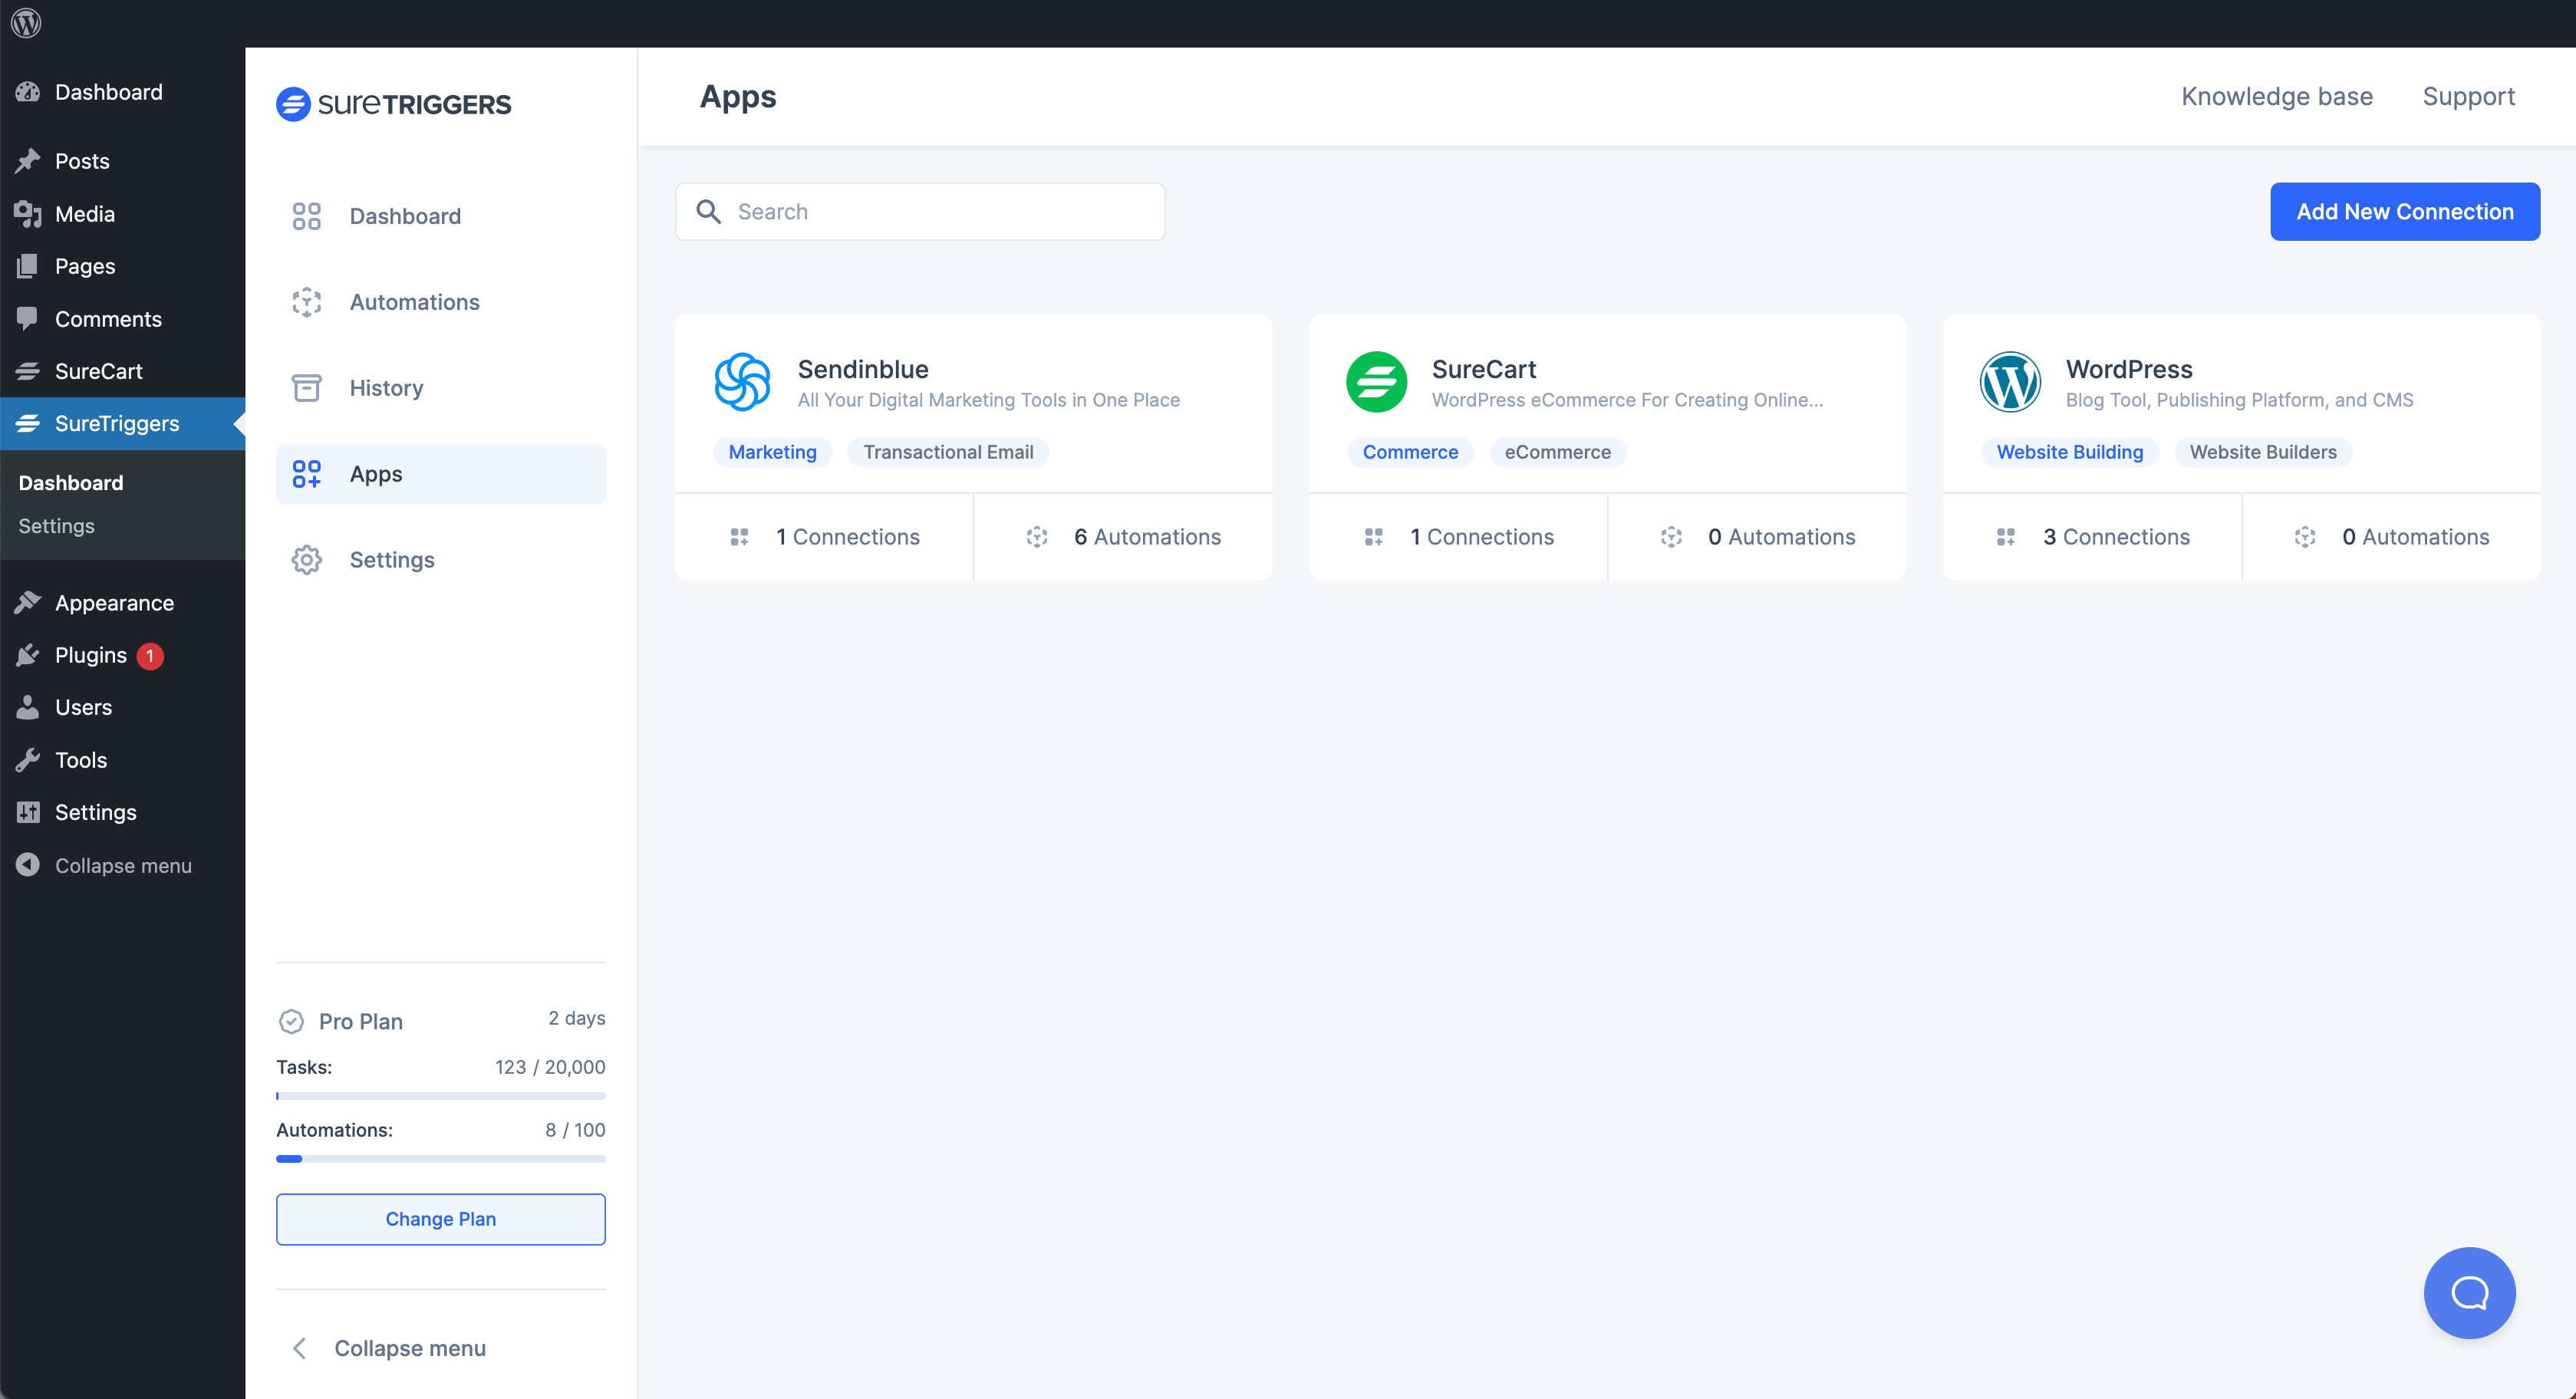 Dashboard
Posts
Media
Pages
Comments
SureCart
SureTriggers
Dashboard
Settings
Appearance
Plugins 1
Users
Tools
Settings
Collapse menu
sureTRIGGERS
Dashboard
Automations
History
Apps
Settings
Pro Plan 2 days
Tasks: 123 / 20,000
Automations: 8 / 100
Change Plan
Collapse menu
Apps
Knowledge base Support
Search
Add New Connection
Sendinblue
All Your Digital Marketing Tools in One Place
Marketing Transactional Email
1 Connections 6 Automations
SureCart
WordPress eCommerce For Creating Online...
Commerce eCommerce
1 Connections 0 Automations
WordPress
Blog Tool, Publishing Platform, and CMS
Website Building Website Builders
3 Connections 0 Automations